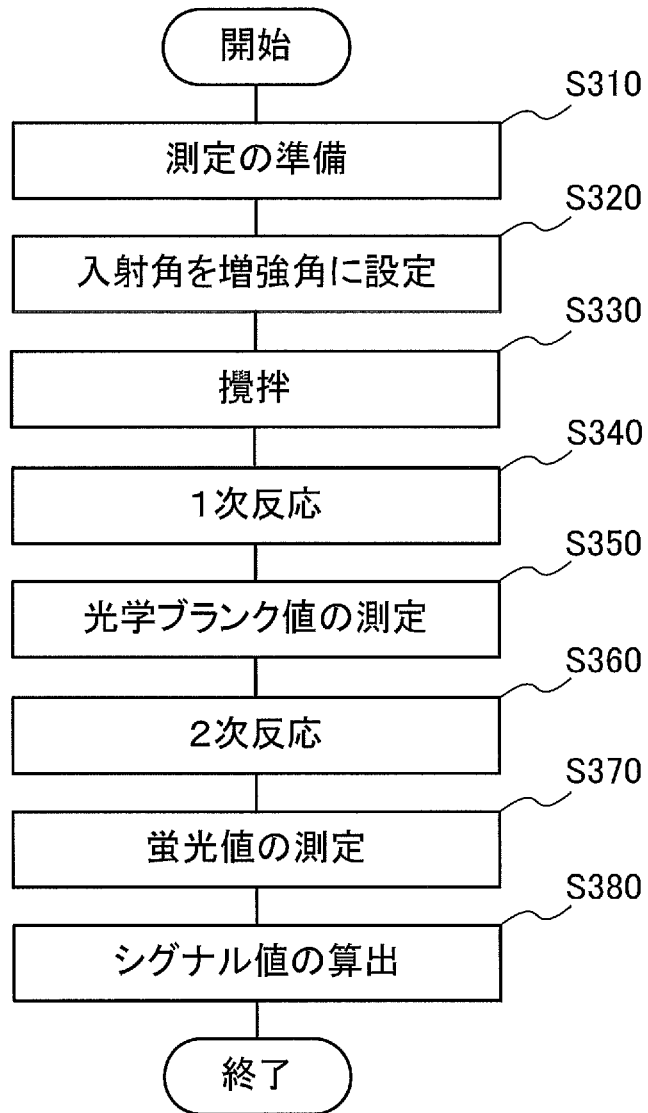 開始
S310
測定の準備
S320
入射角を増強角に設定
S330
攪拌
S340
1次反応
S350
光学ブランク値の測定
S360
2次反応
S370
蛍光値の測定
S380
シグナル値の算出
終了